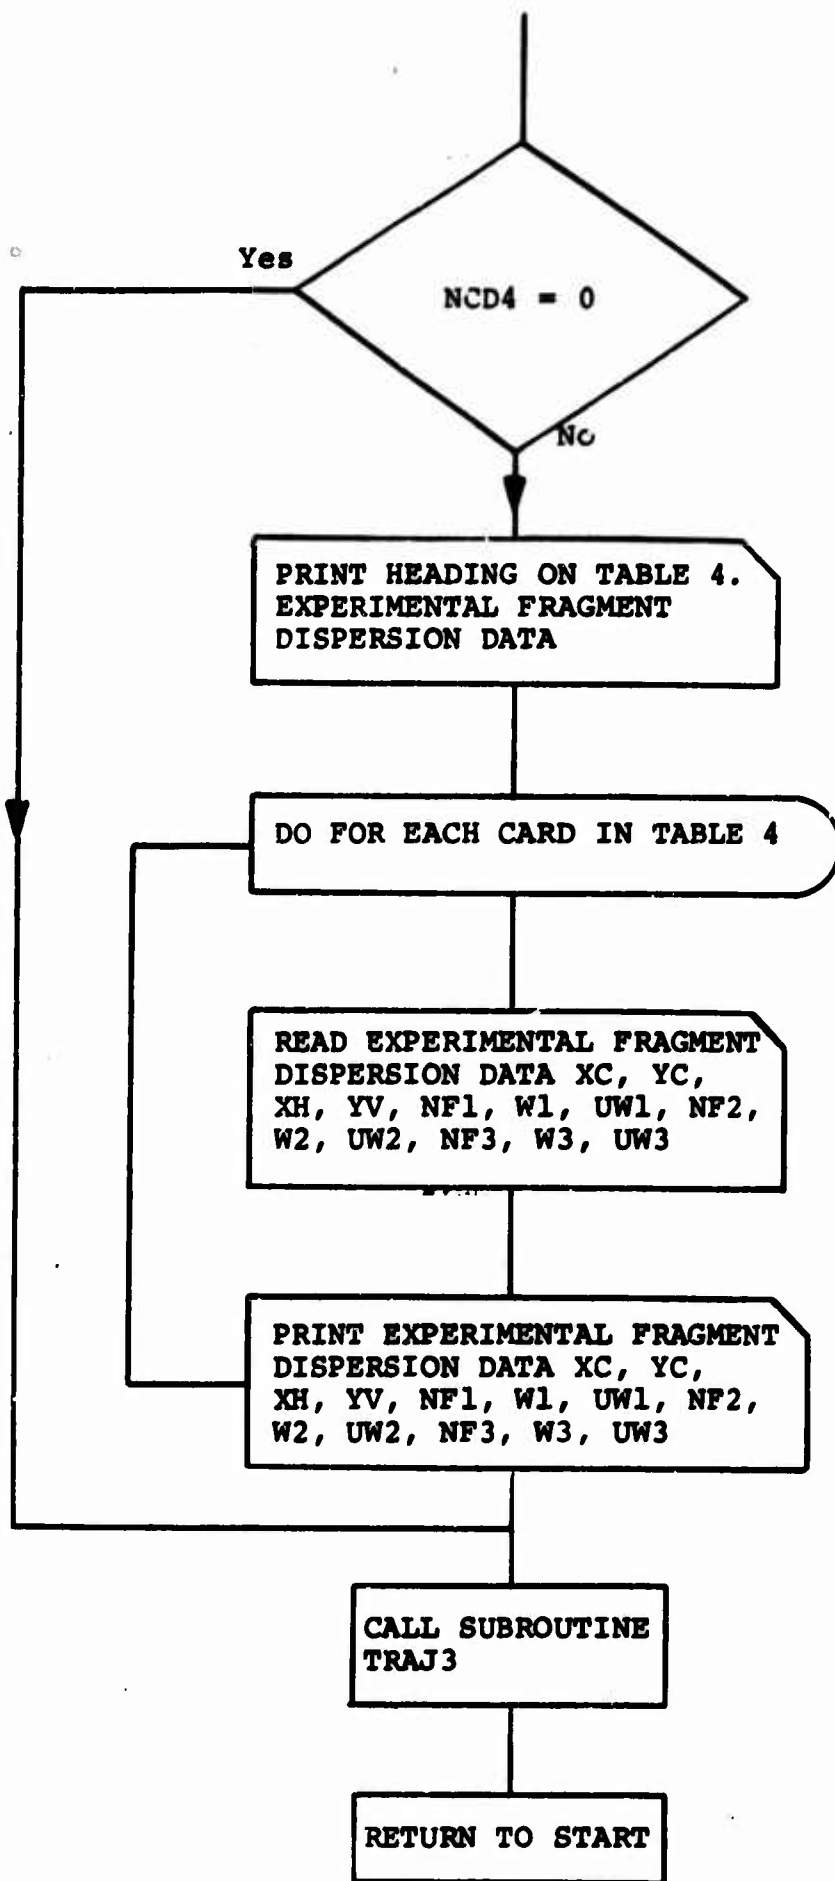 Yes
NCD4 = 0
No
PRINT HEADING ON TABLE 4.
EXPERIMENTAL FRAGMENT
DISPERSION DATA
DO FOR EACH CARD IN TABLE 4
READ EXPERIMENTAL FRAGMENT
DISPERSION DATA XC, YC,
XH, YV, NF1, W1, UW1, NF2,
W2, UW2, NF3, W3, UW3
PRINT EXPERIMENTAL FRAGMENT
DISPERSION DATA XC, YC,
XH, YV, NF1, W1, UW1, NF2,
W2, UW2, NF3, W3, UW3
CALL SUBROUTINE
TRAJ3
RETURN TO START